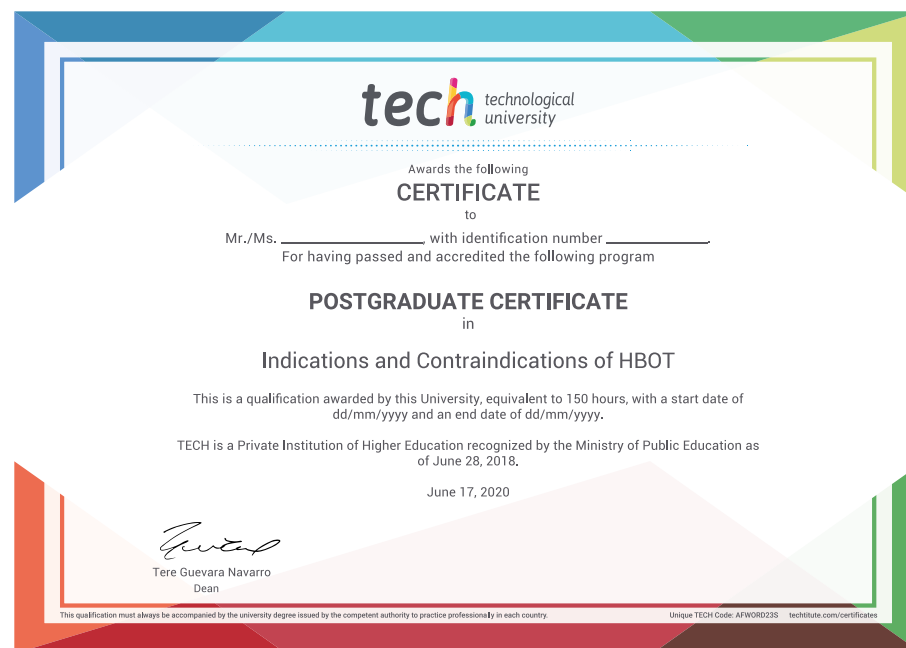 tech technological
university
Awards the following
CERTIFICATE
to
Mr./Ms. ____________________, with identification number ______________.
For having passed and accredited the following program
POSTGRADUATE CERTIFICATE
in
Indications and Contraindications of HBOT
This is a qualification awarded by this University, equivalent to 150 hours, with a start date of
dd/mm/yyyy and an end date of dd/mm/yyyy.
TECH is a Private Institution of Higher Education recognized by the Ministry of Public Education as
of June 28, 2018.
June 17, 2020
Tere Guevara Navarro
Dean
This qualification must always be accompanied by the university degree issued by the competent authority to practice professionally in each country.
Unique TECH Code: AFWORD23S techtitute.com/certificates